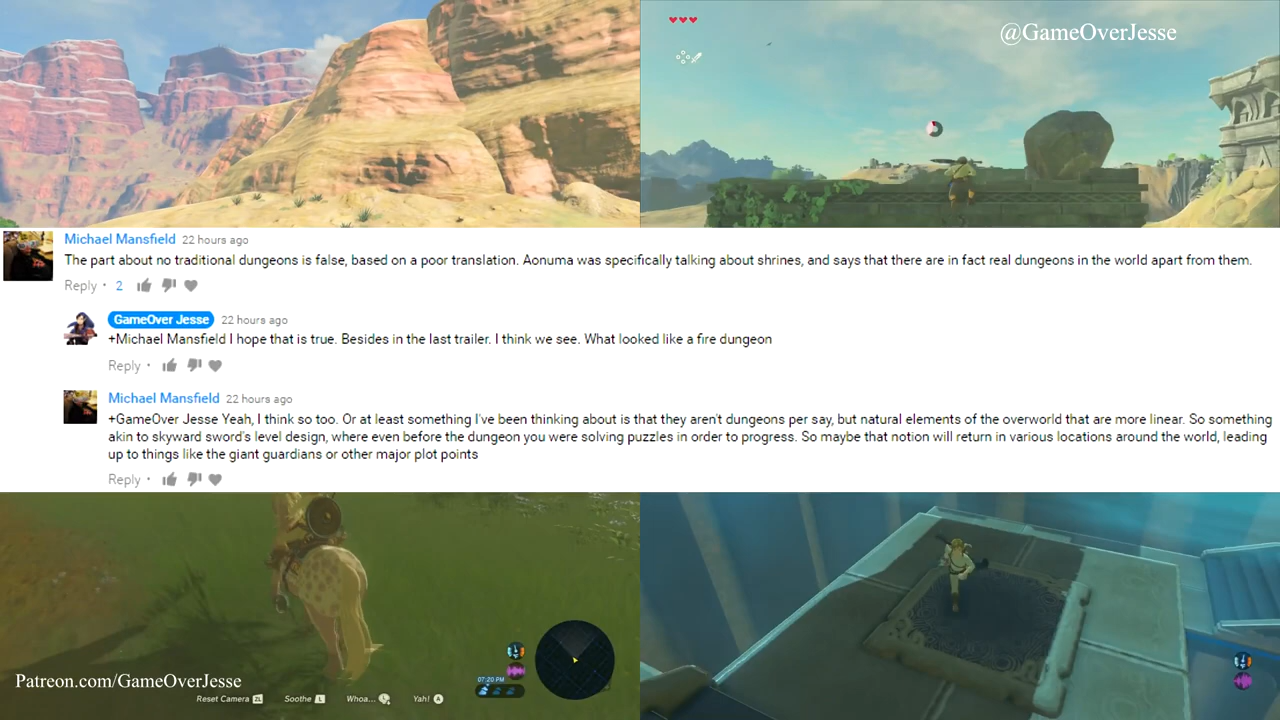 @GameOverJesse
Michael Mansfield 22 hours ago
The part about no traditional dungeons is false, based on a poor translation. Aonuma was specifically talking about shrines, and says that there are in fact real dungeons in the world apart from them.
Reply • 2
GameOver Jesse 22 hours ago
+Michael Mansfield I hope that is true. Besides in the last trailer. I think we see. What looked like a fire dungeon
Reply •
Michael Mansfield 22 hours ago
+GameOver Jesse Yeah, I think so too. Or at least something I've been thinking about is that they aren't dungeons per say, but natural elements of the overworld that are more linear. So something
akin to skyward sword's level design, where even before the dungeon you were solving puzzles in order to progress. So maybe that notion will return in various locations around the world, leading
up to things like the giant guardians or other major plot points
Reply •
07:20 PM
Patreon.com/GameOverJesse
Reset Camera ZL Soothe L Whoa... Yah! A